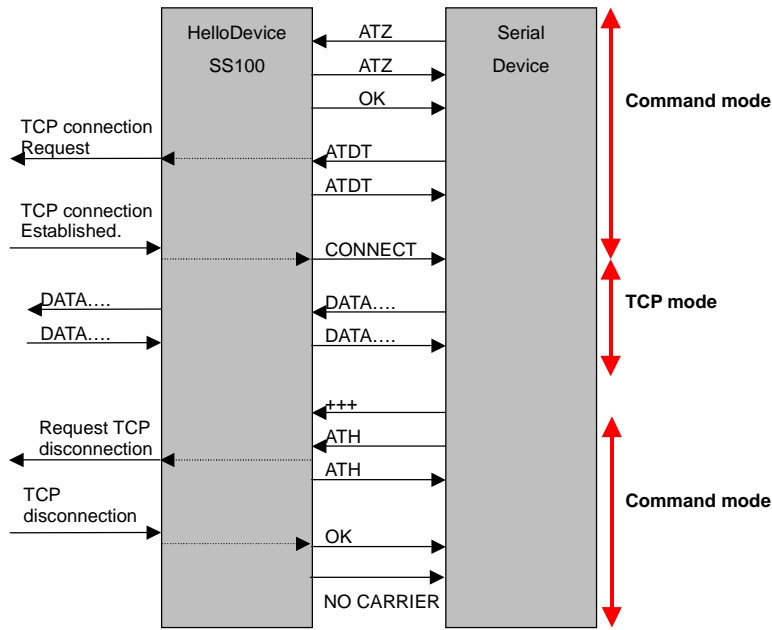 HelloDevice
SS100
Serial
Device
ATZ
ATZ
OK
Command mode
TCP connection
Request
ATDT
ATDT
TCP connection
Established.
CONNECT
DATA....
DATA....
TCP mode
DATA....
DATA....
+++
Request TCP
disconnection
ATH
ATH
TCP
disconnection
Command mode
OK
NO CARRIER